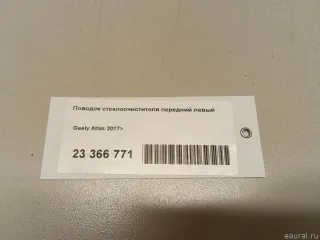 Поводок стеклоочистителя передний левый
Geely Atlas 2017>
23 366 771
eaural.ru